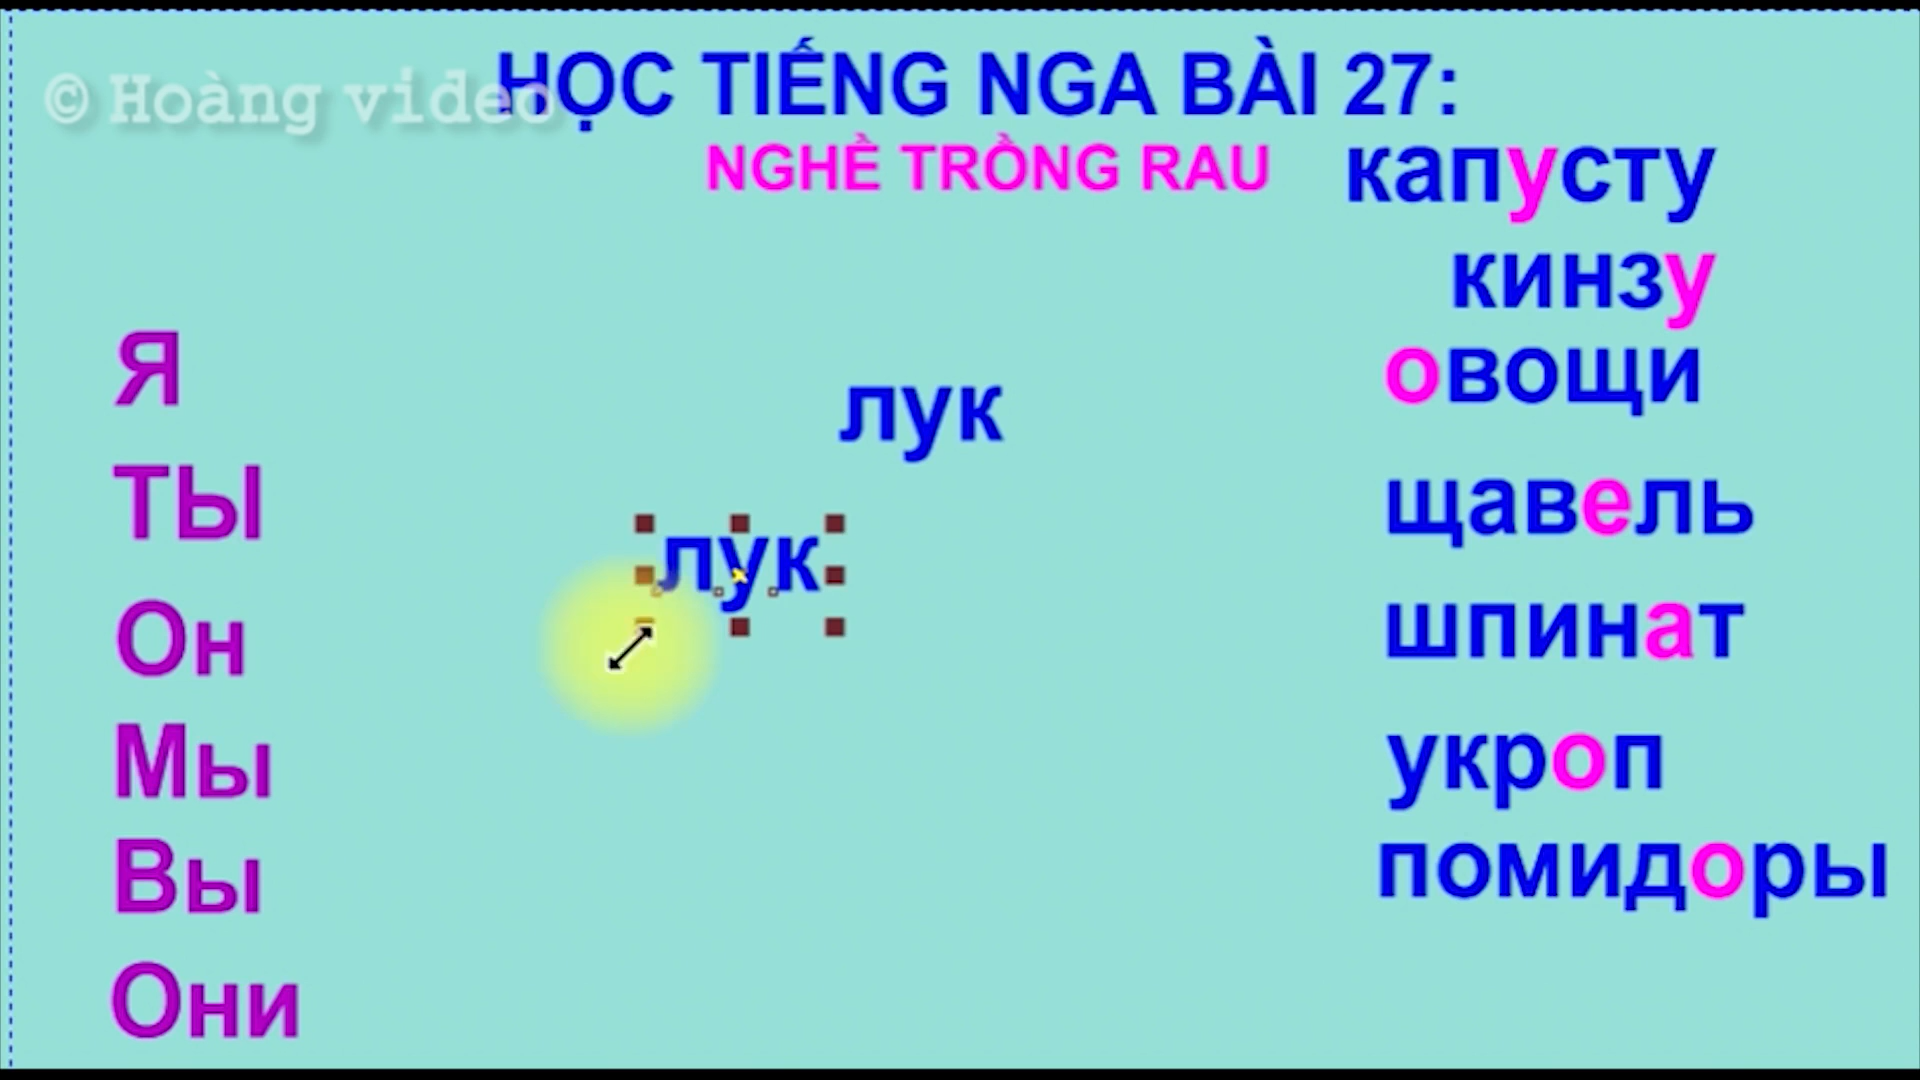 © Hoàng video
HỌC TIẾNG NGA BÀI 27:
NGHỀ TRỒNG RAU
капусту
кинзу
овощи
щавель
шпинат
укроп
помидоры
лук
лук
Я
ТЫ
Он
Мы
Вы
Они